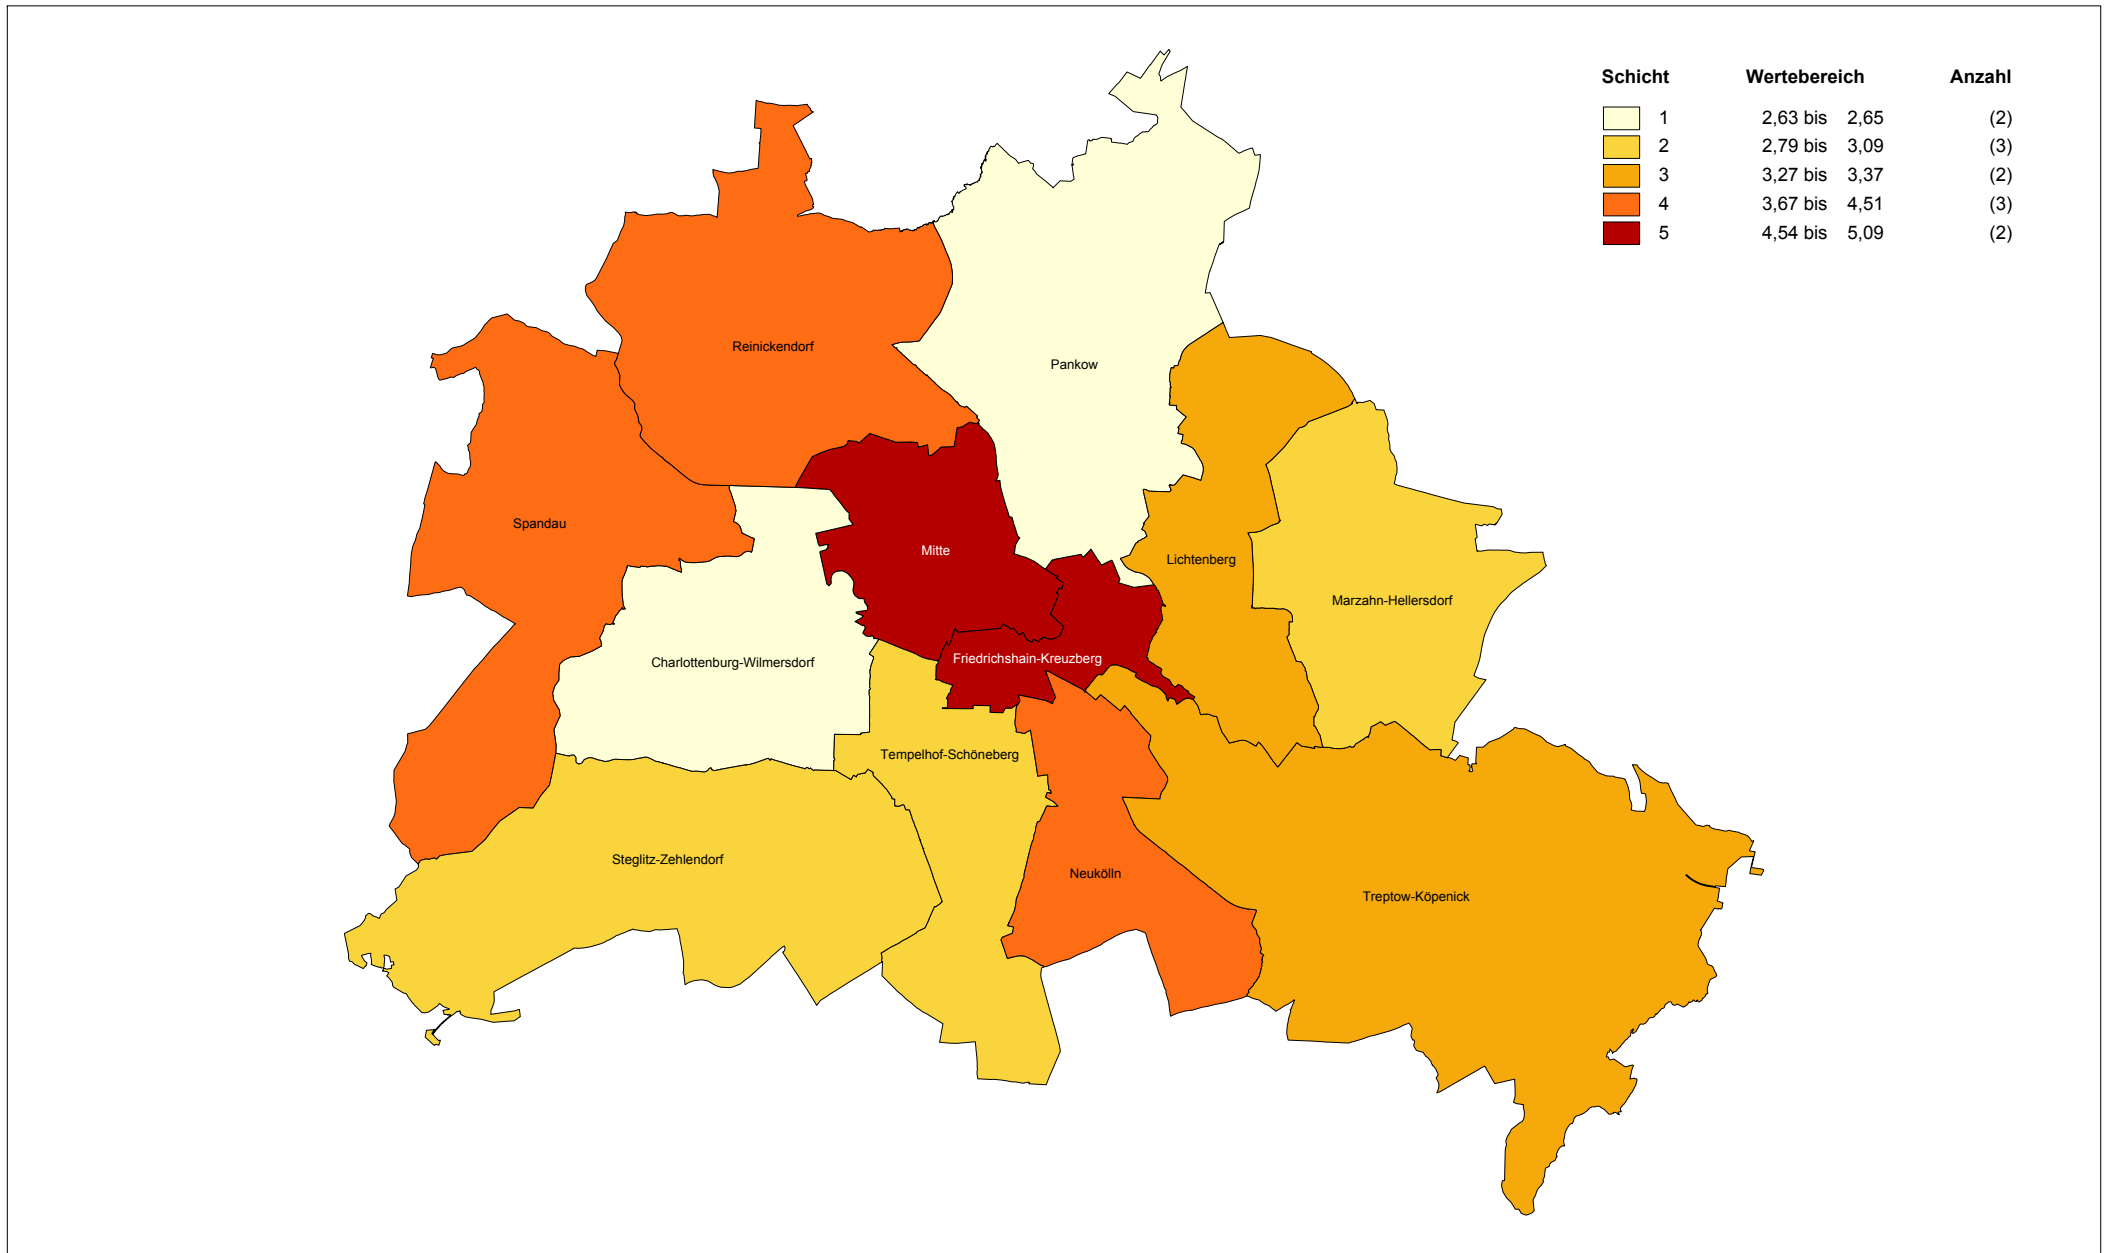 Schicht Wertebereich Anzahl
1 2,63 bis 2,65 (2)
2 2,79 bis 3,09 (3)
3 3,27 bis 3,37 (2)
4 3,67 bis 4,51 (3)
5 4,54 bis 5,09 (2)
Reinickendorf
Pankow
Spandau
Mitte
Lichtenberg
Marzahn-Hellersdorf
Charlottenburg-Wilmersdorf
Friedrichshain-Kreuzberg
Tempelhof-Schöneberg
Steglitz-Zehlendorf
Neukölln
Treptow-Köpenick